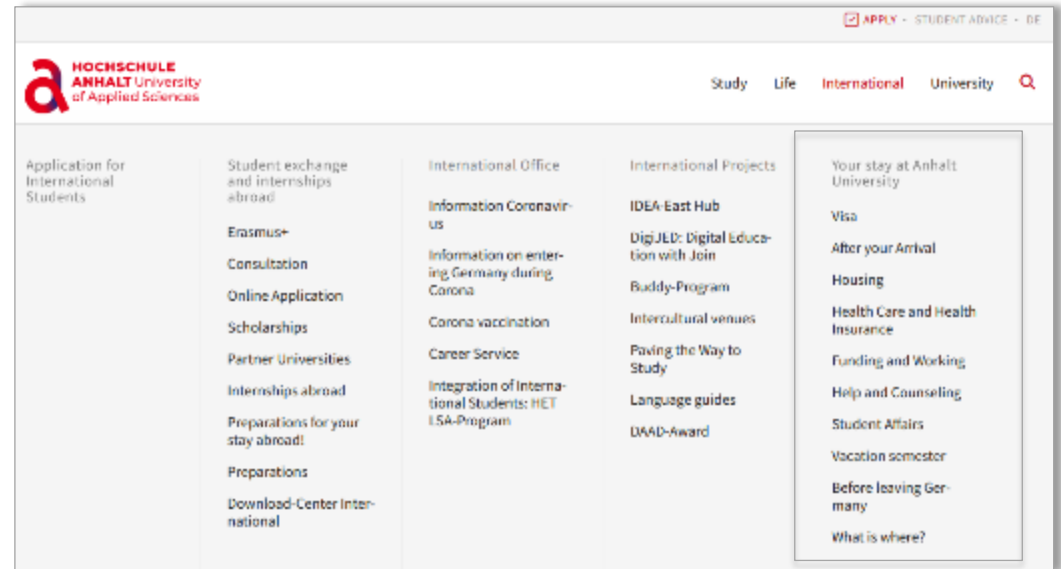 APPLY - STUDENT ADVICE - DE
HOCHSCHULE
ANHALT University
of Applied Sciences
Study Life International University
Application for
International
Students
Student exchange
and internships
abroad
Erasmus+
Consultation
Online Application
Scholarships
Partner Universities
Internships abroad
Preparations for your
stay abroad!
Preparations
Download-Center Inter-
national
International Office
Information Coronavir-
us
Information on enter-
ing Germany during
Corona
Corona vaccination
Career Service
Integration of Interna-
tional Students: HET
LSA-Program
International Projects
IDEA-East Hub
DigiJED: Digital Educa-
tion with Join
Buddy-Program
Intercultural venues
Paving the Way to
Study
Language guides
DAAD-Award
Your stay at Anhalt
University
Visa
After your Arrival
Housing
Health Care and Health
Insurance
Funding and Working
Help and Counseling
Student Affairs
Vacation semester
Before leaving Ger-
many
What is where?